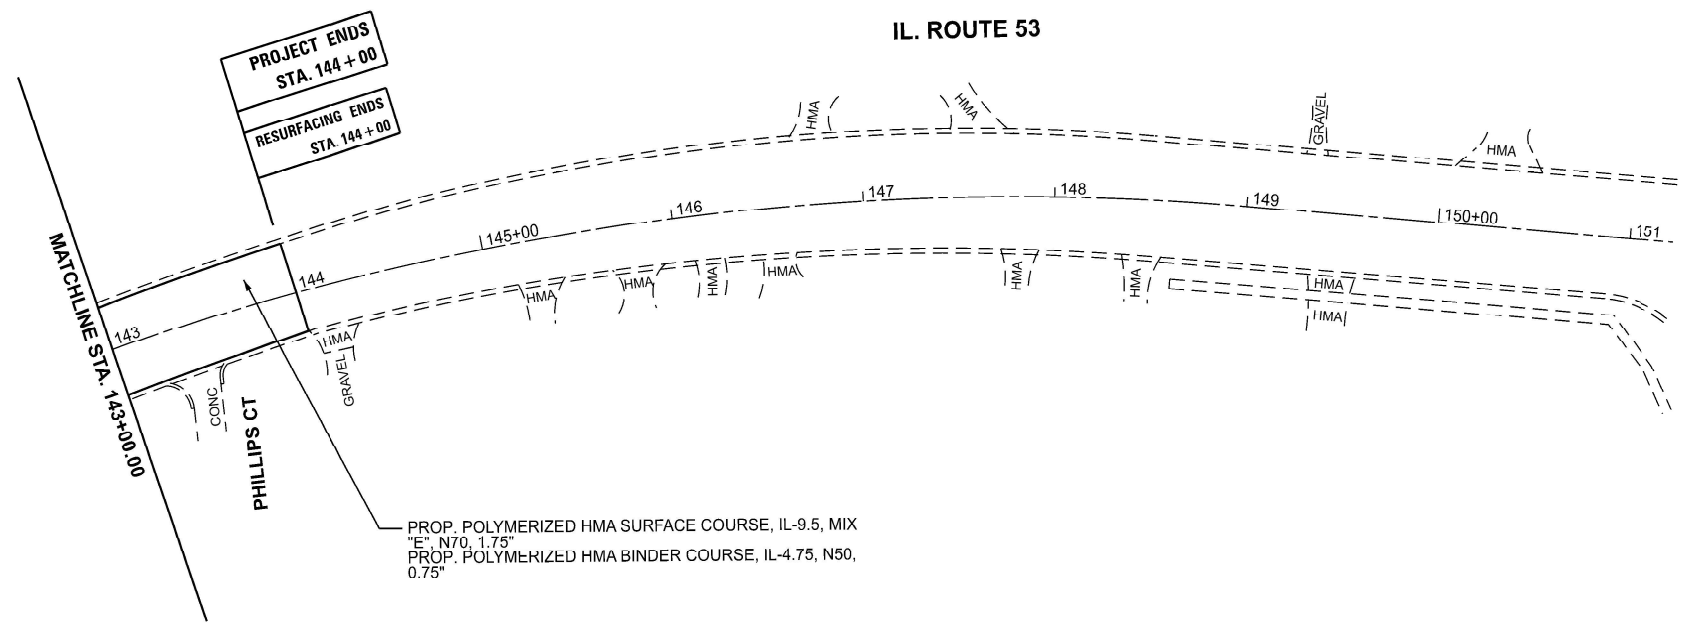 IL. ROUTE 53
PROJECT ENDS
STA. 144+00
RESURFACING ENDS
STA. 144+00
HMA
HMA
GRAVEL
HMA
143
144
145+00
146
147
148
149
150+00
151
MATCHLINE STA. 143+00.00
CONC
PHILLIPS CT
HMA
GRAVEL
HMA
HMA
HMA
HMA
HMA
HMA
HMA
HMA
PROP. POLYMERIZED HMA SURFACE COURSE, IL-9.5, MIX
"E", N70, 1.75"
PROP. POLYMERIZED HMA BINDER COURSE, IL-4.75, N50,
0.75"